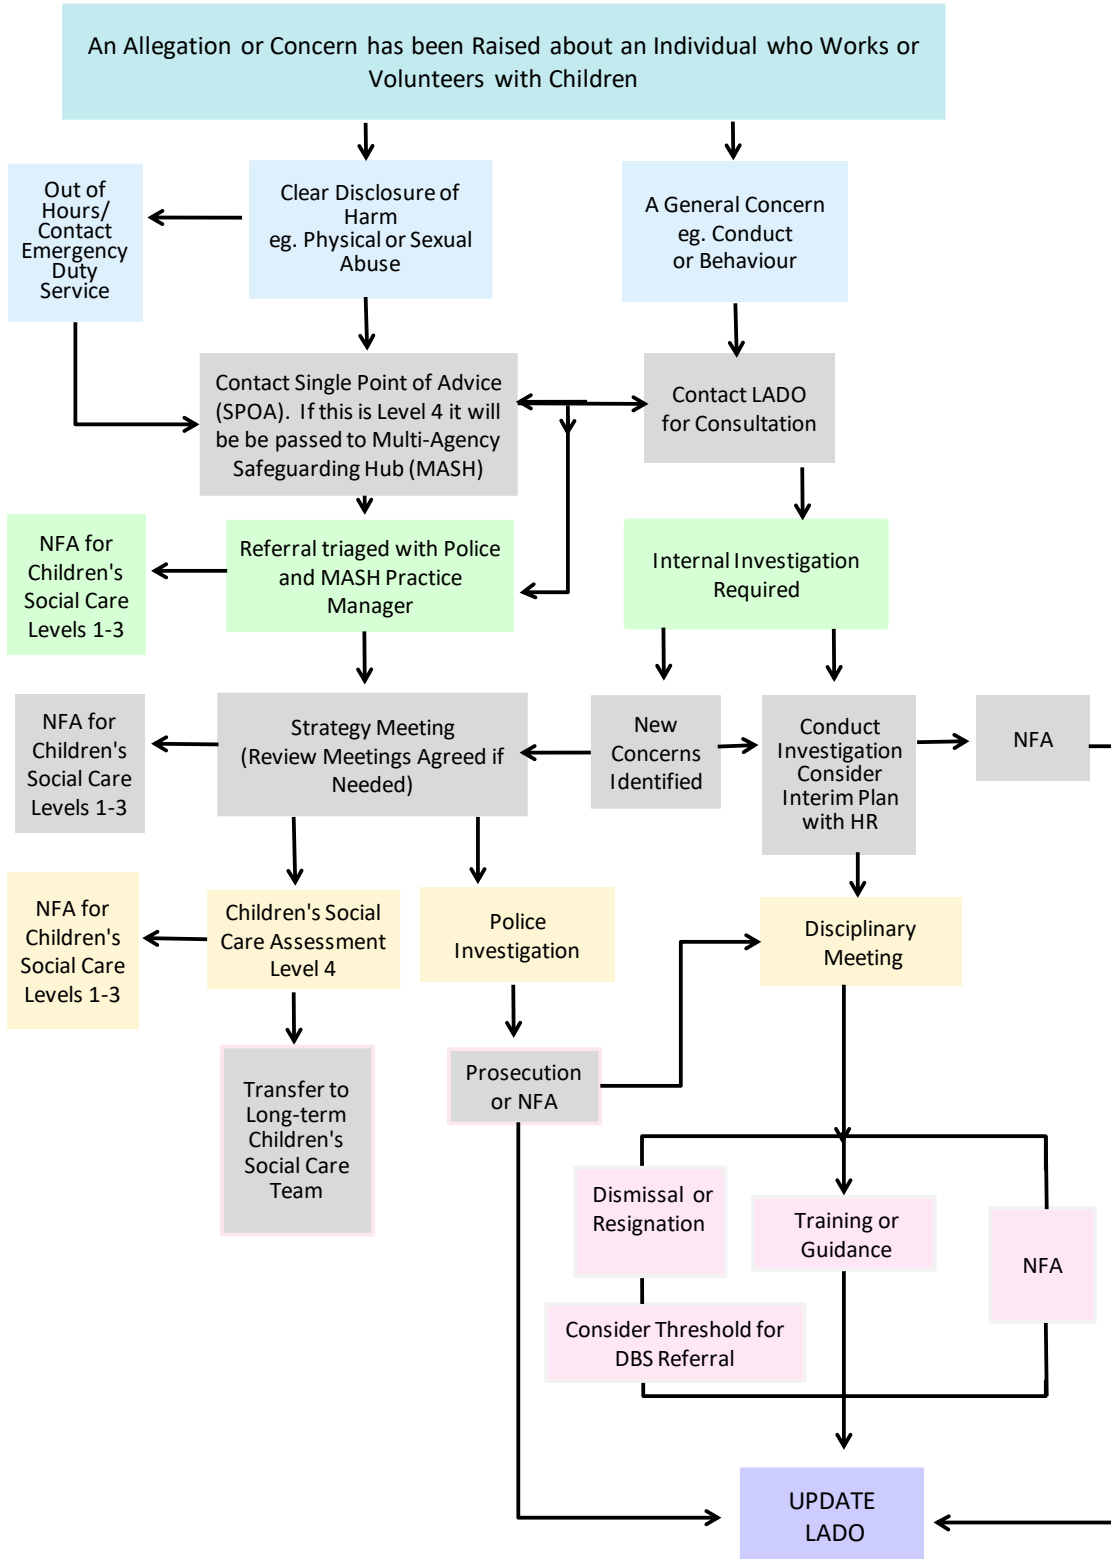 An Allegation or Concern has been Raised about an Individual who Works or
Volunteers with Children
Out of
Hours/
Contact
Emergency
Duty
Service
Clear Disclosure of
Harm
eg. Physical or Sexual
Abuse
A General Concern
eg. Conduct
or Behaviour
Contact Single Point of Advice
(SPOA). If this is Level 4 it will
be be passed to Multi-Agency
Safeguarding Hub (MASH)
Contact LADO
for Consultation
NFA for
Children's
Social Care
Levels 1-3
Referral triaged with Police
and MASH Practice
Manager
Internal Investigation
Required
NFA for
Children's
Social Care
Levels 1-3
Strategy Meeting
(Review Meetings Agreed if
Needed)
New
Concerns
Identified
Conduct
Investigation
Consider
Interim Plan
with HR
NFA
NFA for
Children's
Social Care
Levels 1-3
Children's Social
Care Assessment
Level 4
Police
Investigation
Disciplinary
Meeting
Transfer to
Long-term
Children's
Social Care
Team
Prosecution
or NFA
Dismissal or
Resignation
Training or
Guidance
NFA
Consider Threshold for
DBS Referral
UPDATE
LADO